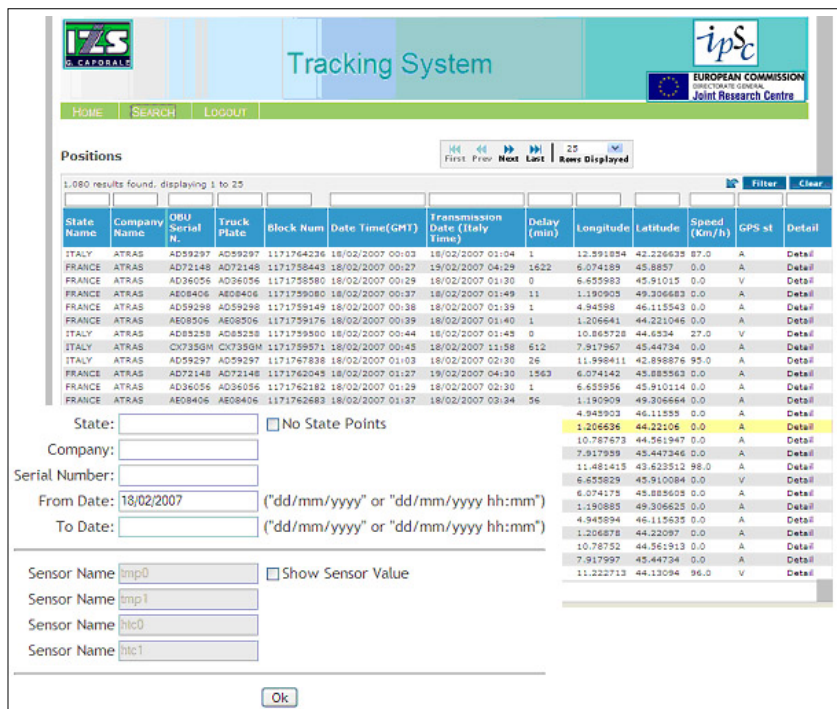 IZS
G. CAPORALE
Tracking System
ipSc
EUROPEAN COMMISSION
DIRECTORATE GENERAL
Joint Research Centre
HOME SEARCH LOGOUT
Positions
First Prev Next Last 25 Rows Displayed
1.080 results found, displaying 1 to 25 Filter Clear
State Name Company Name OBU Serial N. Truck Plate Block Num Date Time(GMT) Transmission Date (Italy Time) Delay (min) Longitude Latitude Speed (Km/h) GPS st Detail
ITALY ATRAS AD59297 AD59297 1171764236 18/02/2007 00:03 18/02/2007 01:04 1 12.591854 42.226635 87.0 A Detail
FRANCE ATRAS AD72148 AD72148 1171758443 18/02/2007 00:27 19/02/2007 04:29 1622 6.074189 45.8857 0.0 A Detail
FRANCE ATRAS AD36056 AD36056 1171758580 18/02/2007 00:29 18/02/2007 01:30 0 6.655983 45.91015 0.0 V Detail
FRANCE ATRAS AE08406 AE08406 1171759080 18/02/2007 00:37 18/02/2007 01:49 11 1.190905 49.306683 0.0 A Detail
FRANCE ATRAS AD59298 AD59298 1171759149 18/02/2007 00:38 18/02/2007 01:39 1 4.94598 46.115543 0.0 A Detail
FRANCE ATRAS AE08506 AE08506 1171759176 18/02/2007 00:39 18/02/2007 01:40 1 1.206641 44.221046 0.0 A Detail
ITALY ATRAS AD85258 AD85258 1171759500 18/02/2007 00:44 18/02/2007 01:45 0 10.865728 44.6534 27.0 V Detail
ITALY ATRAS CX735GM CX735GM 1171759571 18/02/2007 00:45 18/02/2007 11:58 612 7.917967 45.44734 0.0 A Detail
ITALY ATRAS AD59297 AD59297 1171767838 18/02/2007 01:03 18/02/2007 02:30 26 11.998411 42.898876 95.0 A Detail
FRANCE ATRAS AD72148 AD72148 1171762045 18/02/2007 01:27 19/02/2007 04:30 1563 6.074142 45.885563 0.0 A Detail
FRANCE ATRAS AD36056 AD36056 1171762182 18/02/2007 01:29 18/02/2007 02:30 1 6.655956 45.910114 0.0 A Detail
FRANCE ATRAS AE08406 AE08406 1171762683 18/02/2007 01:37 18/02/2007 03:34 56 1.190909 49.306664 0.0 A Detail
4.945903 46.11555 0.0 A Detail
1.206636 44.22106 0.0 A Detail
10.787673 44.561947 0.0 A Detail
7.917959 45.447346 0.0 A Detail
11.481415 43.623512 98.0 A Detail
6.655829 45.910084 0.0 V Detail
6.074175 45.885605 0.0 A Detail
1.190885 49.306625 0.0 A Detail
4.945894 46.115635 0.0 A Detail
1.206878 44.22097 0.0 A Detail
10.78752 44.561913 0.0 A Detail
7.917997 45.44734 0.0 A Detail
11.222713 44.13094 96.0 V Detail
State: No State Points
Company:
Serial Number:
From Date: 18/02/2007 ("dd/mm/yyyy" or "dd/mm/yyyy hh:mm")
To Date: ("dd/mm/yyyy" or "dd/mm/yyyy hh:mm")
Sensor Name tmp0 Show Sensor Value
Sensor Name tmp1
Sensor Name htc0
Sensor Name htc1
Ok